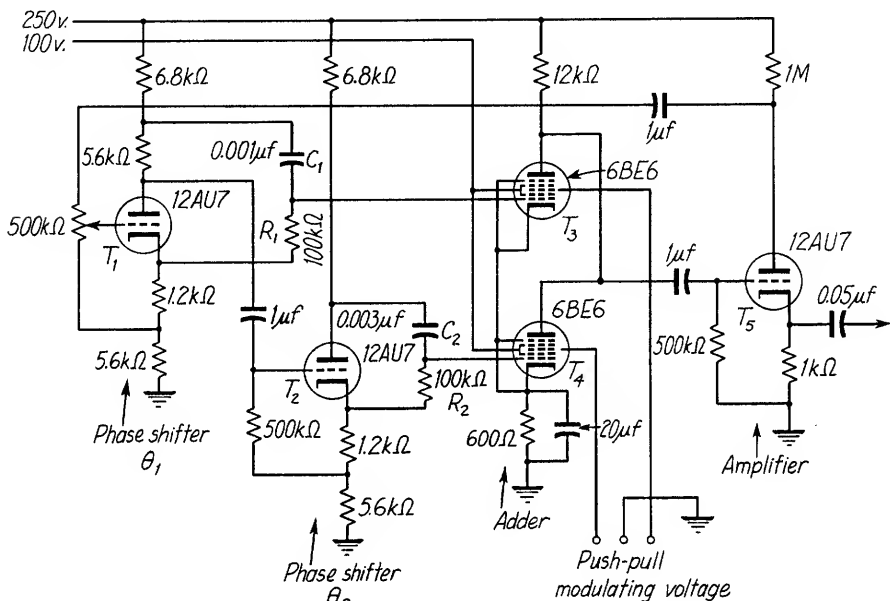 250v.
100v.
6.8kΩ
6.8kΩ
12kΩ
1M
1μf
5.6kΩ
0.001μf
C1
6BE6
12AU7
500kΩ
T1
R1
100kΩ
T3
12AU7
1.2kΩ
1μf
6BE6
1μf
0.05μf
0.003μf
C2
T5
5.6kΩ
12AU7
T4
500kΩ
T2
100kΩ
R2
1kΩ
Phase shifter
θ1
500kΩ
1.2kΩ
600Ω
20μf
Amplifier
5.6kΩ
Adder
Phase shifter
Push-pull
modulating voltage